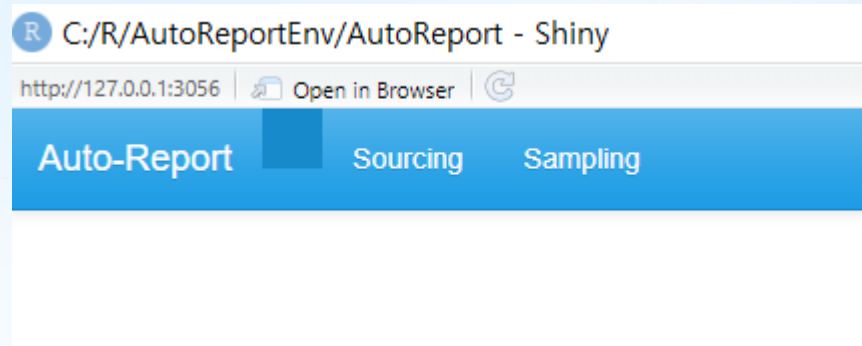 R C:/R/AutoReportEnv/AutoReport - Shiny
http://127.0.0.1:3056 Open in Browser
Auto-Report Sourcing Sampling